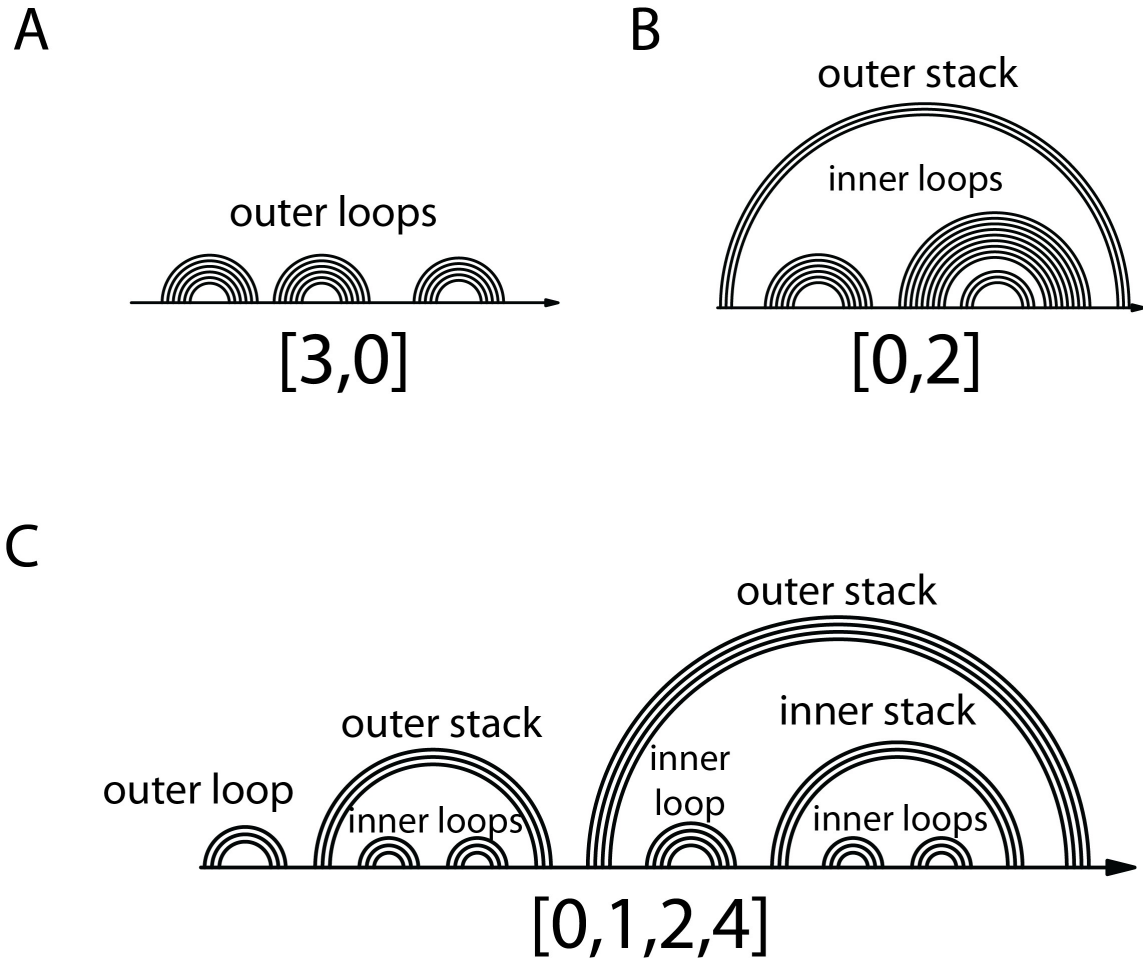 A
outer loops
[3,0]
B
outer stack
inner loops
[0,2]
C
outer loop
outer stack
inner loops
outer stack
inner
loop
inner stack
inner loops
[0,1,2,4]